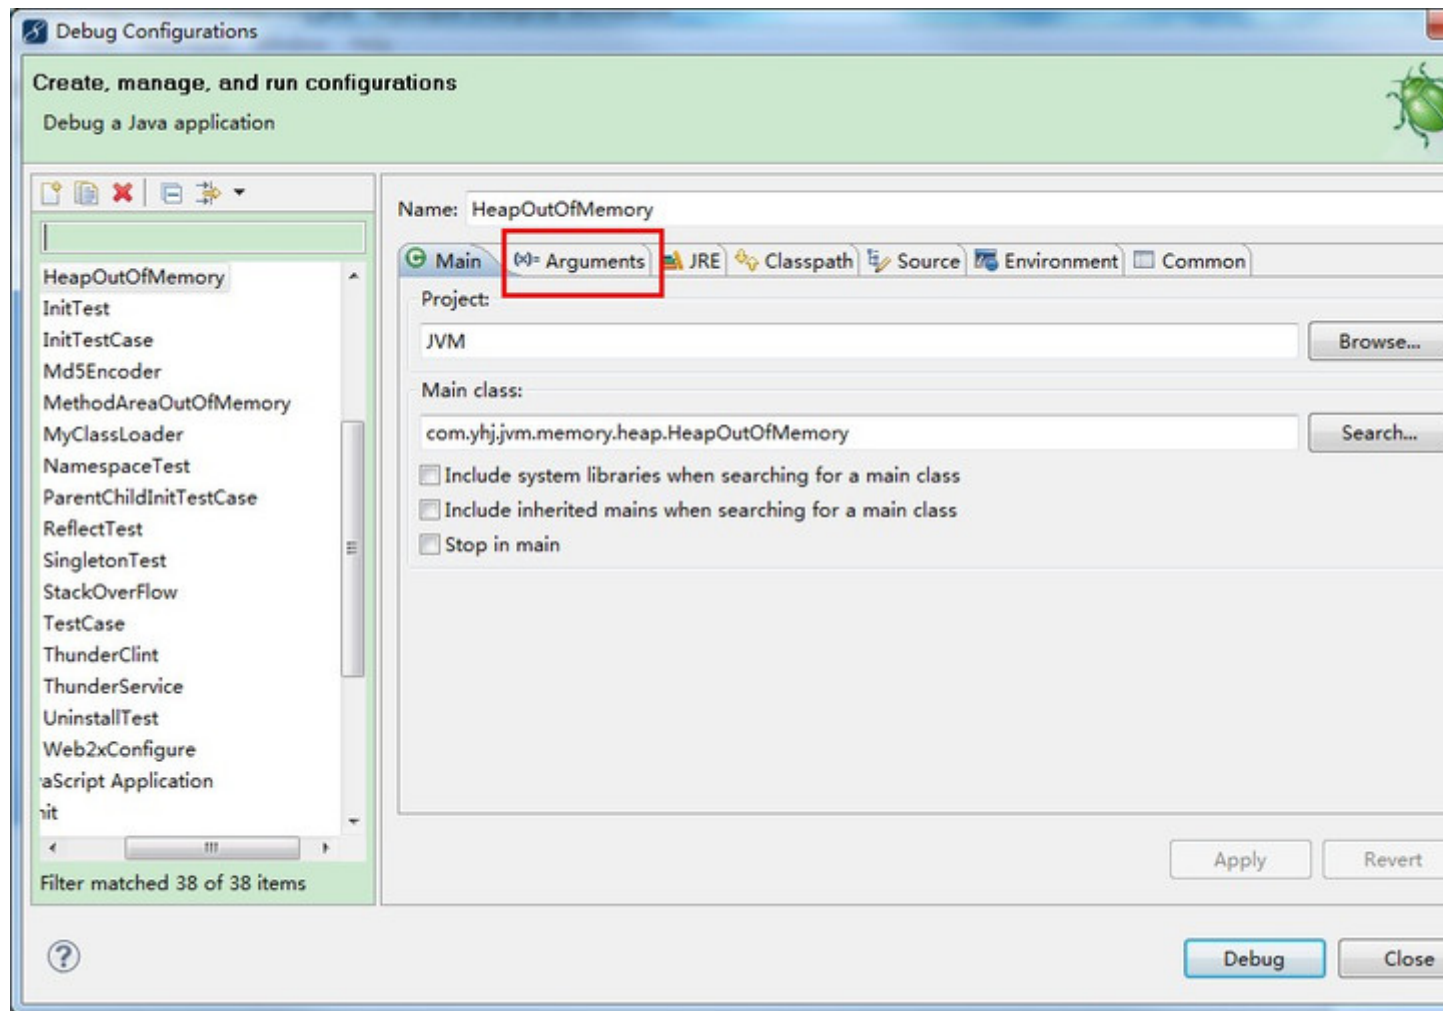 Debug Configurations
Create, manage, and run configurations
Debug a Java application
Name: HeapOutOfMemory
Main (x)= Arguments JRE Classpath Source Environment Common
HeapOutOfMemory
InitTest
InitTestCase
Md5Encoder
MethodAreaOutOfMemory
MyClassLoader
NamespaceTest
ParentChildInitTestCase
ReflectTest
SingletonTest
StackOverFlow
TestCase
ThunderClint
ThunderService
UninstallTest
Web2xConfigure
aScript Application
nit
Filter matched 38 of 38 items
Project:
JVM
Browse...
Main class:
com.yhj.jvm.memory.heap.HeapOutOfMemory
Search...
Include system libraries when searching for a main class
Include inherited mains when searching for a main class
Stop in main
Apply Revert
Debug Close